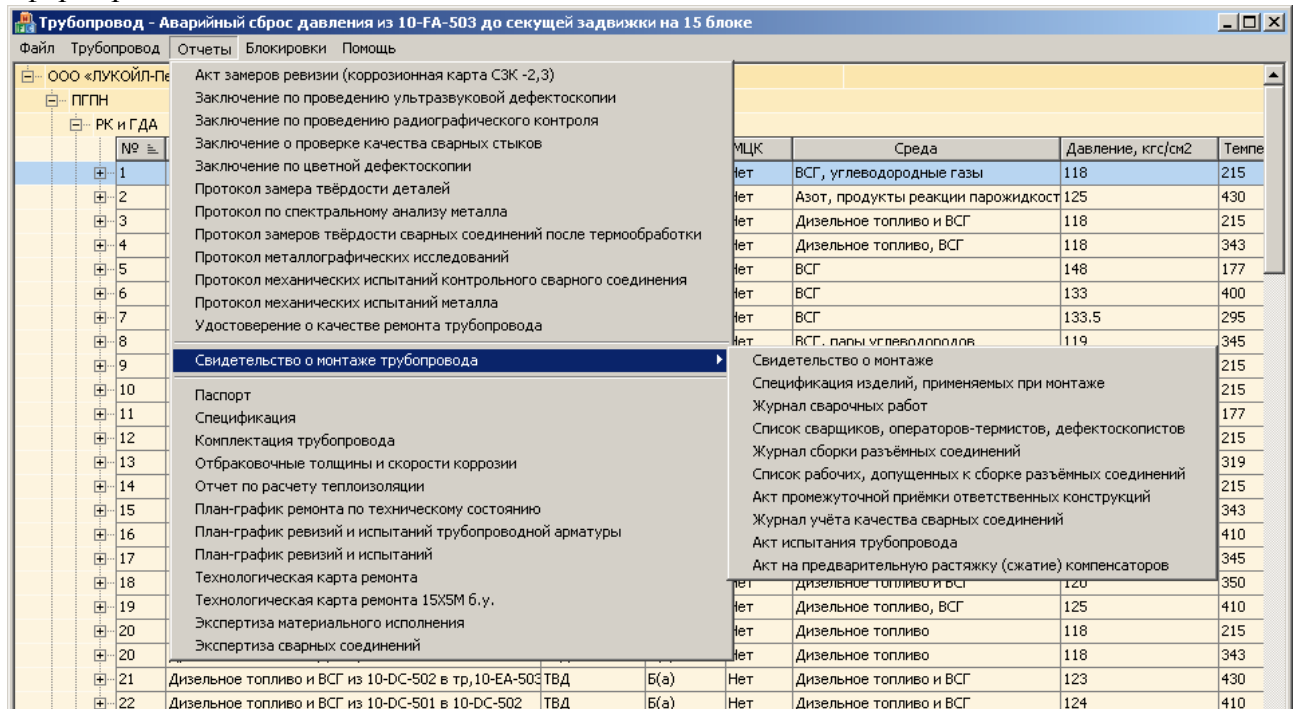 Трубопровод - Аварийный сброс давления из 10-FA-503 до секущей задвижки на 15 блоке
Файл Трубопровод Отчеты Блокировки Помощь
ООО «ЛУКОЙЛ-Пе
ПГПН
РК и ГДА
Акт замеров ревизии (коррозионная карта СЗК -2,3)
Заключение по проведению ультразвуковой дефектоскопии
Заключение по проведению радиографического контроля
Заключение о проверке качества сварных стыков
Заключение по цветной дефектоскопии
Протокол замера твёрдости деталей
Протокол по спектральному анализу металла
Протокол замеров твёрдости сварных соединений после термообработки
Протокол металлографических исследований
Протокол механических испытаний контрольного сварного соединения
Протокол механических испытаний металла
Удостоверение о качестве ремонта трубопровода
Свидетельство о монтаже трубопровода
Паспорт
Спецификация
Комплектация трубопровода
Отбраковочные толщины и скорости коррозии
Отчет по расчету теплоизоляции
План-график ремонта по техническому состоянию
План-график ревизий и испытаний трубопроводной арматуры
План-график ревизий и испытаний
Технологическая карта ремонта
Технологическая карта ремонта 15Х5М б.у.
Экспертиза материального исполнения
Экспертиза сварных соединений
Свидетельство о монтаже
Спецификация изделий, применяемых при монтаже
Журнал сварочных работ
Список сварщиков, операторов-термистов, дефектоскопистов
Журнал сборки разъёмных соединений
Список рабочих, допущенных к сборке разъёмных соединений
Акт промежуточной приёмки ответственных конструкций
Журнал учёта качества сварных соединений
Акт испытания трубопровода
Акт на предварительную растяжку (сжатие) компенсаторов
№ МЦК Среда Давление, кгс/см2 Темпе
1 Нет ВСГ, углеводородные газы 118 215
2 Нет Азот, продукты реакции парожидкост 125 430
3 Нет Дизельное топливо и ВСГ 118 215
4 Нет Дизельное топливо, ВСГ 118 343
5 Нет ВСГ 148 177
6 Нет ВСГ 133 400
7 Нет ВСГ 133.5 295
8 Нет ВСГ, пары углеводородов 119 345
9 215
10 215
11 177
12 215
13 319
14 215
15 343
16 410
17 345
18 Нет Дизельное топливо и ВСГ 120 350
19 Нет Дизельное топливо, ВСГ 125 410
20 Нет Дизельное топливо 118 215
20 Нет Дизельное топливо 118 343
21 Дизельное топливо и ВСГ из 10-DC-502 в тр,10-EA-503 ТВД Б(а) Нет Дизельное топливо и ВСГ 123 430
22 Дизельное топливо и ВСГ из 10-DC-501 в 10-DC-502 ТВД Б(а) Нет Дизельное топливо и ВСГ 124 410